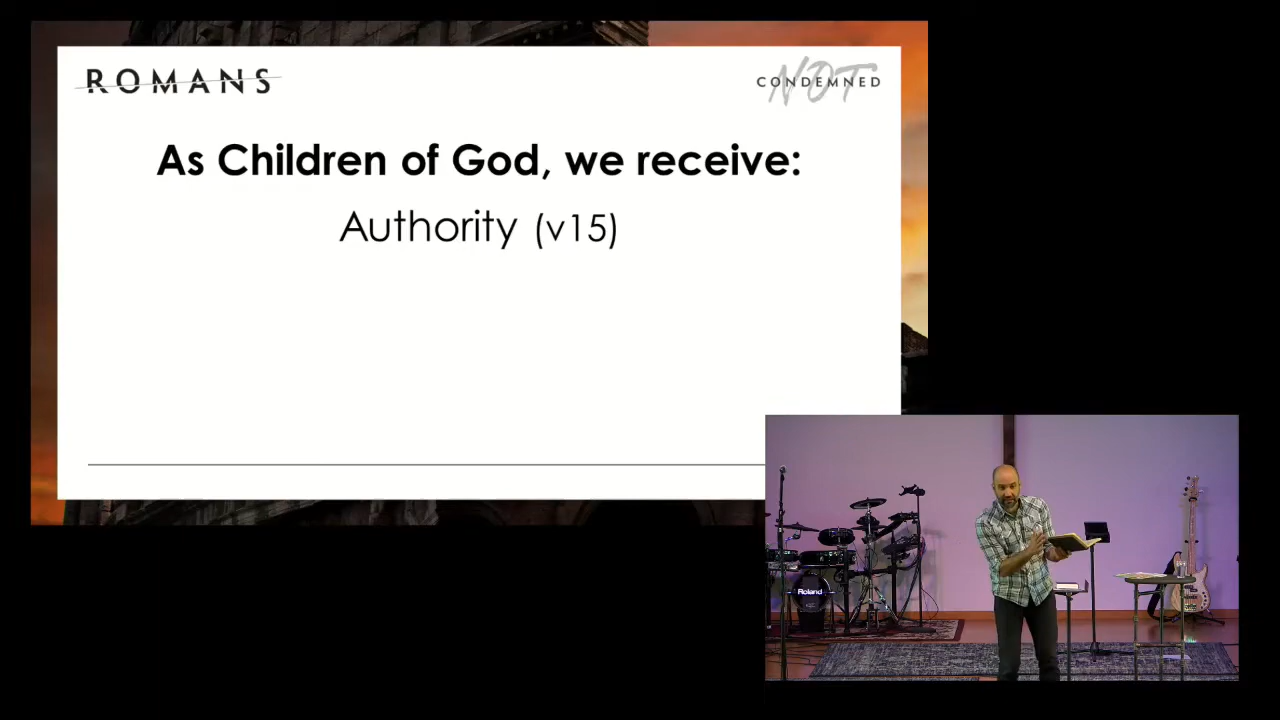 ROMANS
CONDEMNED
NOT
As Children of God, we receive:
Authority (v15)
Roland